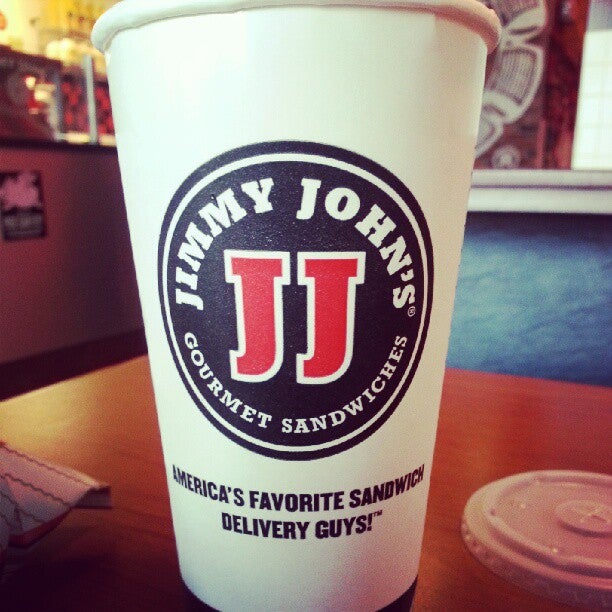 JIMMY JOHN'S®
JJ
GOURMET SANDWICHES
AMERICA'S FAVORITE SANDWICH
DELIVERY GUYS!™